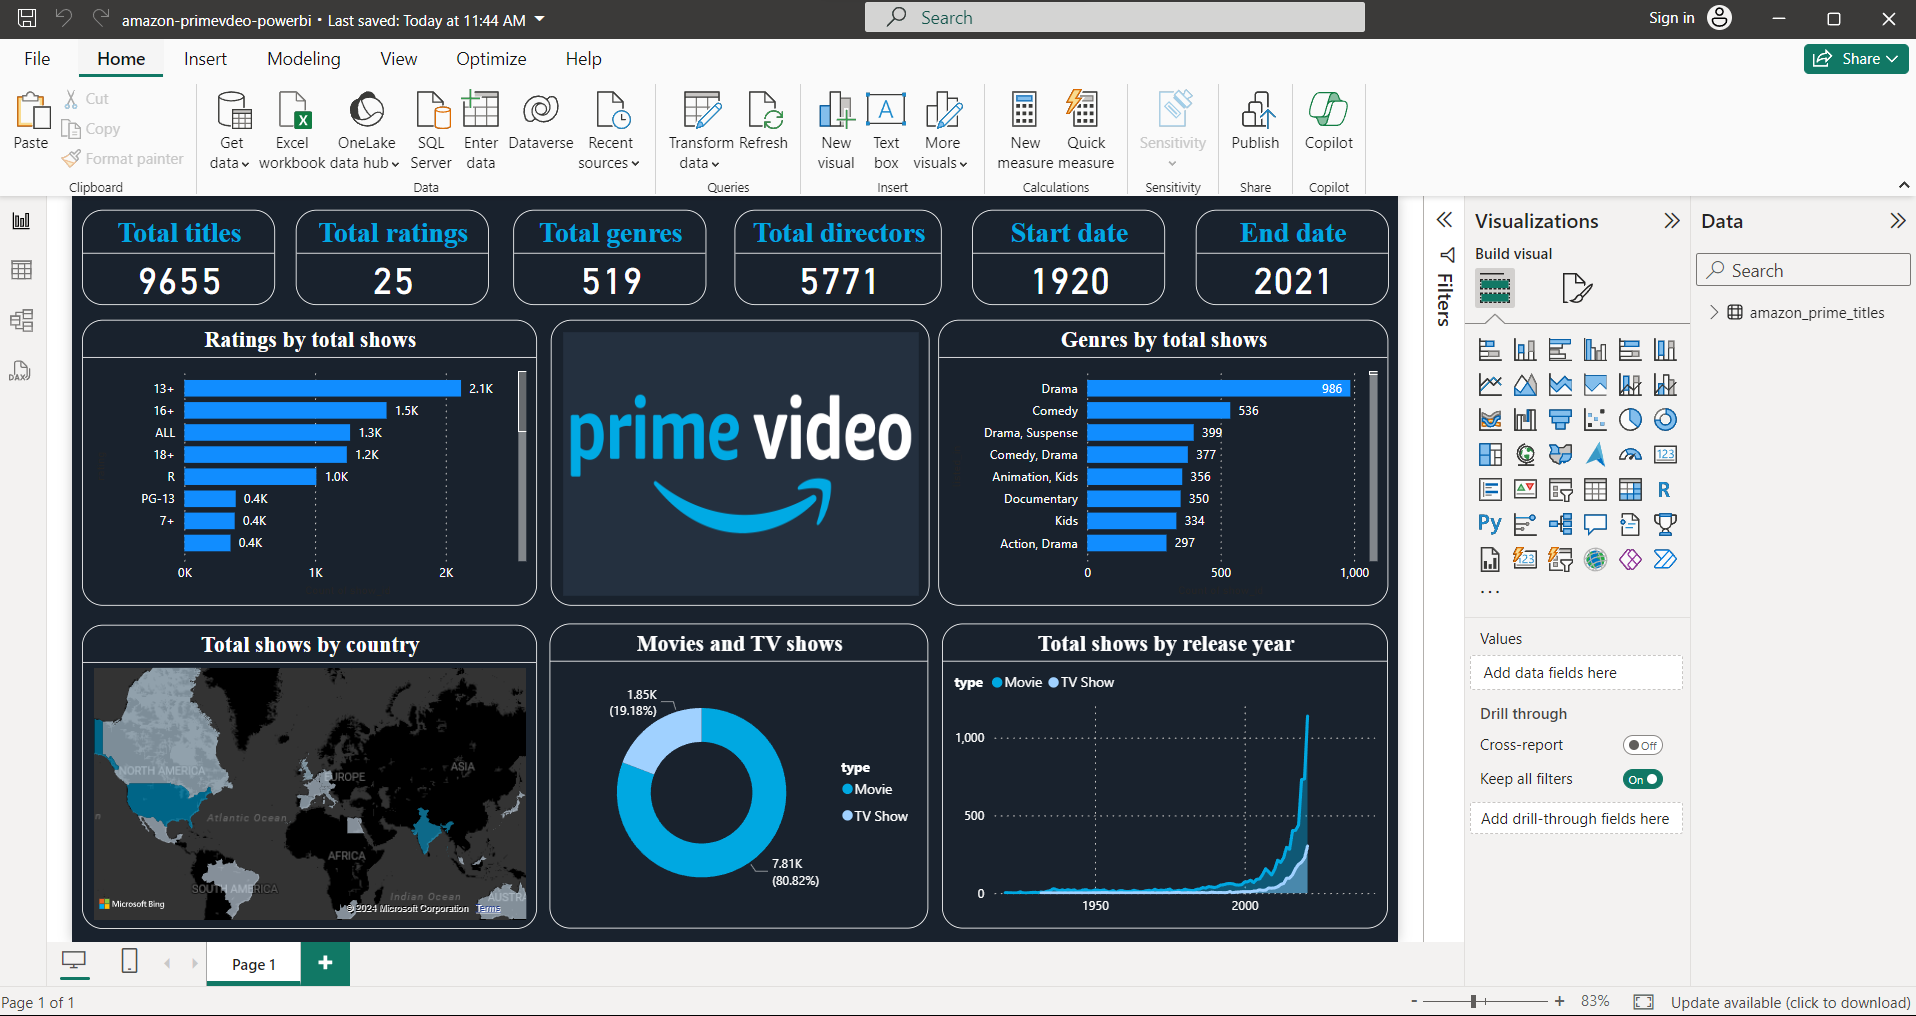 amazon-primevdeo-powerbi • Last saved: Today at 11:44 AM
Search
Sign in
File Home Insert Modeling View Optimize Help
Share
Paste
Cut
Copy
Format painter
Clipboard
Get data
Excel workbook
OneLake data hub
SQL Server
Enter data
Dataverse
Recent sources
Data
Transform data
Refresh
Queries
New visual
Text box
More visuals
Insert
New measure
Quick measure
Calculations
Sensitivity
Sensitivity
Publish
Share
Copilot
Copilot
Total titles
9655
Total ratings
25
Total genres
519
Total directors
5771
Start date
1920
End date
2021
Ratings by total shows
13+ 2.1K
16+ 1.5K
ALL 1.3K
18+ 1.2K
R 1.0K
PG-13 0.4K
7+ 0.4K
0.4K
0K 1K 2K
prime video
Genres by total shows
Drama 986
Comedy 536
Drama, Suspense 399
Comedy, Drama 377
Animation, Kids 356
Documentary 350
Kids 334
Action, Drama 297
0 500 1,000
Total shows by country
NORTH AMERICA
EUROPE
ASIA
Atlantic Ocean
AFRICA
SOUTH AMERICA
Indian Ocean
AUSTRA
Microsoft Bing
© 2024 Microsoft Corporation Terms
Movies and TV shows
1.85K
(19.18%)
7.81K
(80.82%)
type
Movie
TV Show
Total shows by release year
type Movie TV Show
1,000
500
0
1950 2000
Filters
Visualizations
Build visual
123
R
Py
123
...
Values
Add data fields here
Drill through
Cross-report Off
Keep all filters On
Add drill-through fields here
Data
Search
amazon_prime_titles
DAX
Page 1
+
Page 1 of 1
- + 83%
Update available (click to download)